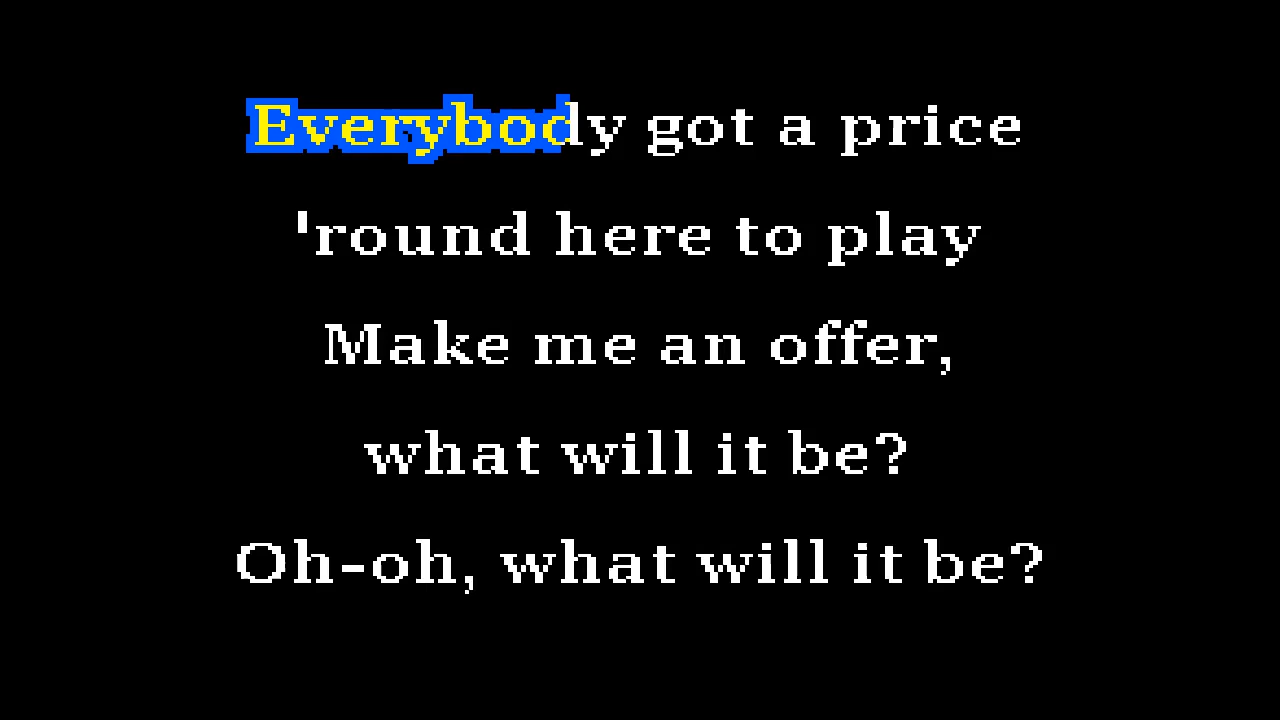 Everybody got a price
'round here to play
Make me an offer,
what will it be?
Oh-oh, what will it be?